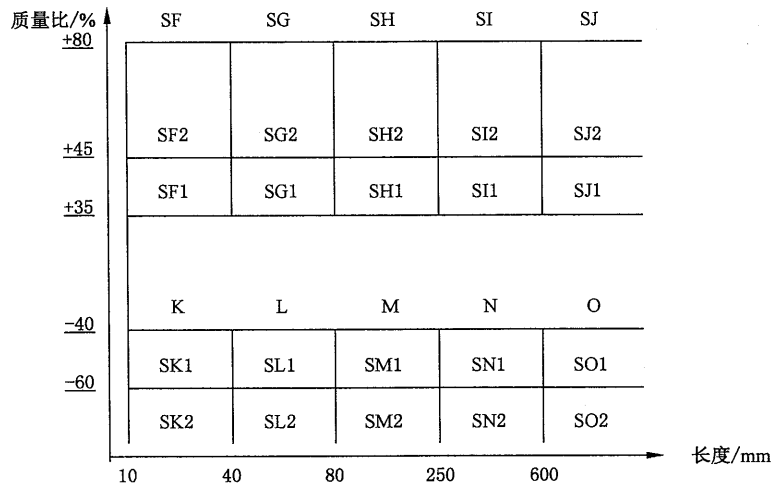 质量比/% SF SG SH SI SJ
+80
SF2 SG2 SH2 SI2 SJ2
+45
SF1 SG1 SH1 SI1 SJ1
+35
K L M N O
-40
SK1 SL1 SM1 SN1 SO1
-60
SK2 SL2 SM2 SN2 SO2
长度/mm
10 40 80 250 600